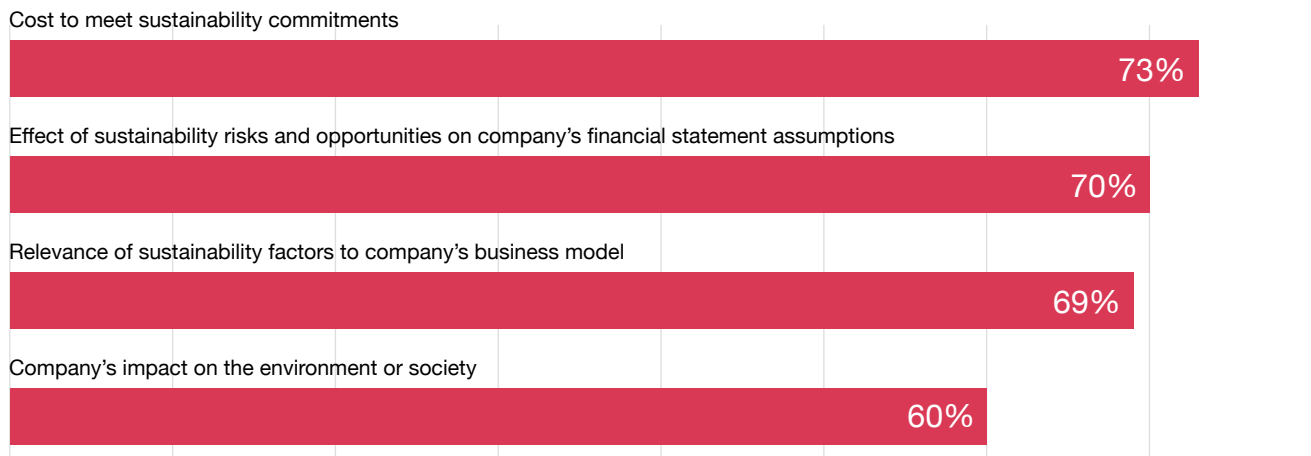 Cost to meet sustainability commitments
73%
Effect of sustainability risks and opportunities on company’s financial statement assumptions
70%
Relevance of sustainability factors to company’s business model
69%
Company’s impact on the environment or society
60%